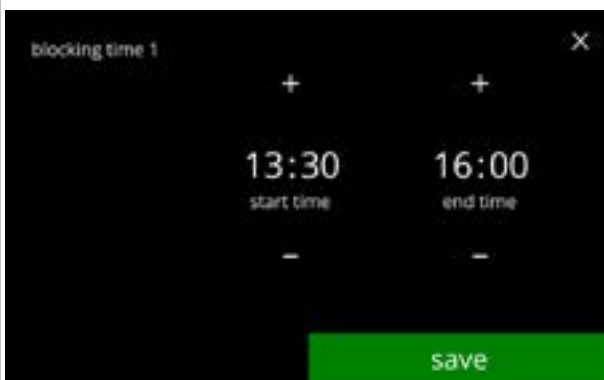 blocking time 1 ×
+ +
13:30 16:00
start time end time
− −
save